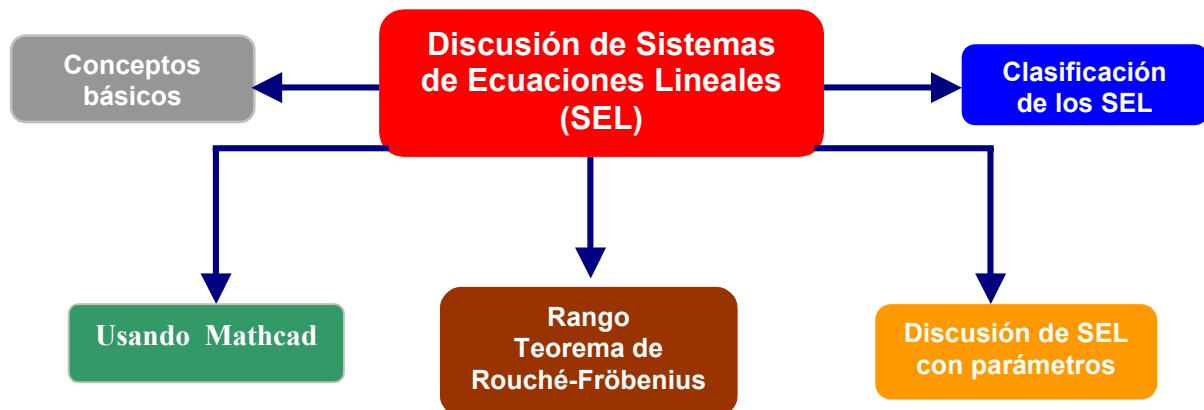 Discusión de Sistemas
de Ecuaciones Lineales
(SEL)
Conceptos
básicos
Clasificación
de los SEL
Usando Mathcad
Rango
Teorema de
Rouché-Fröbenius
Discusión de SEL
con parámetros